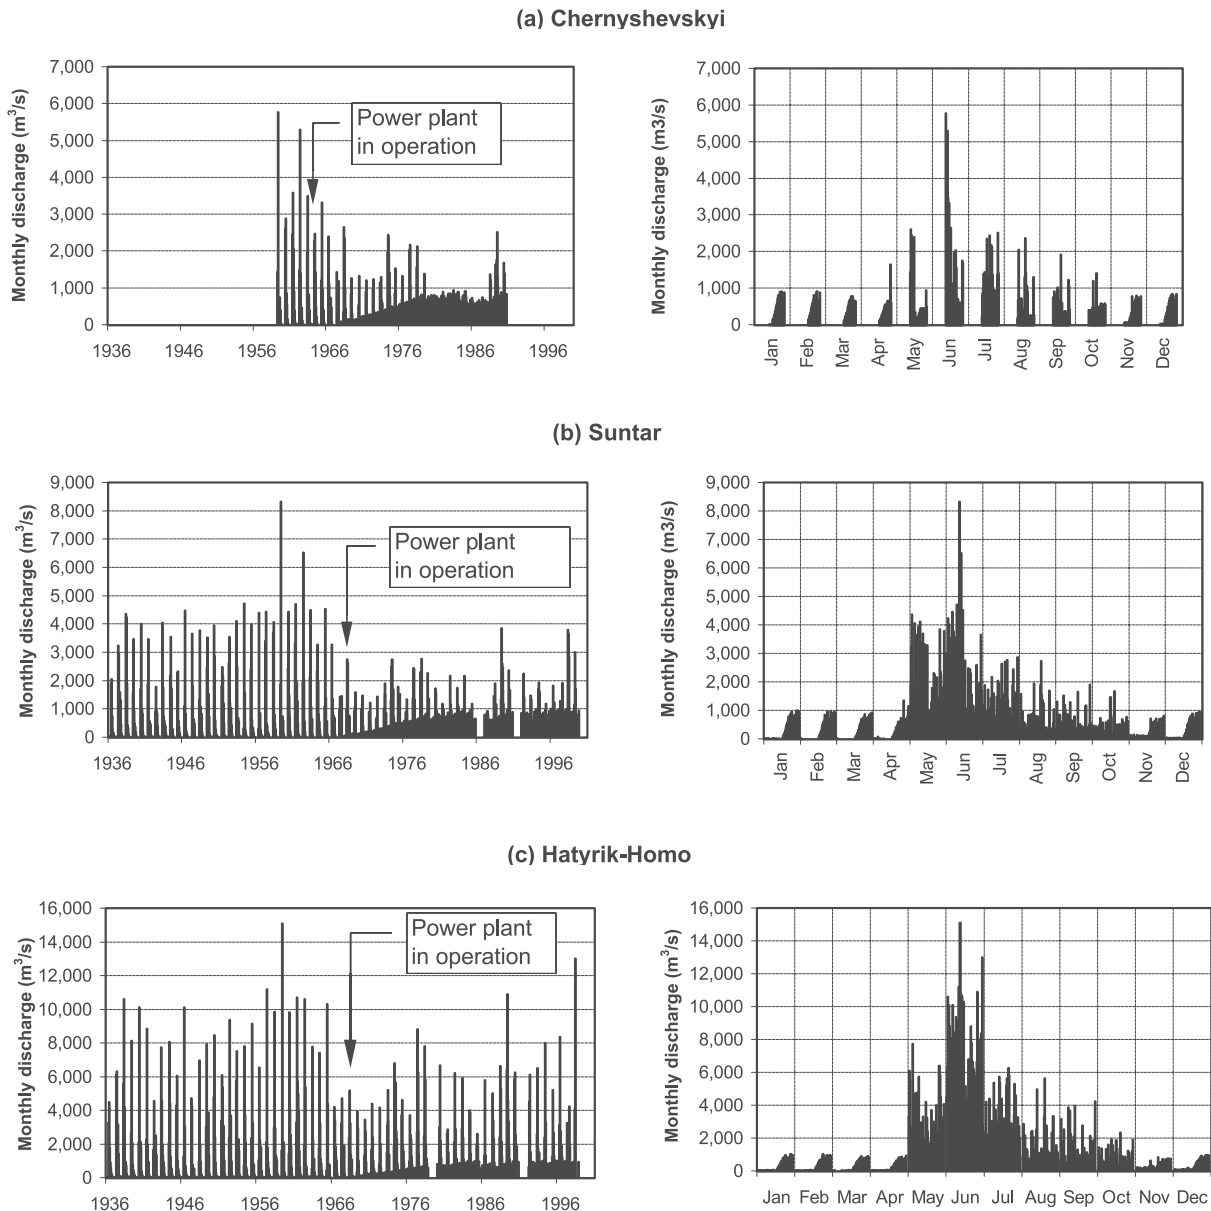 (a) Chernyshevskyi
Monthly discharge (m³/s)
7,000
6,000
5,000
4,000
3,000
2,000
1,000
0
Power plant
in operation
1936 1946 1956 1966 1976 1986 1996
Monthly discharge (m3/s)
7,000
6,000
5,000
4,000
3,000
2,000
1,000
0
Jan Feb Mar Apr May Jun Jul Aug Sep Oct Nov Dec
(b) Suntar
Monthly discharge (m³/s)
9,000
8,000
7,000
6,000
5,000
4,000
3,000
2,000
1,000
0
Power plant
in operation
1936 1946 1956 1966 1976 1986 1996
Monthly discharge (m3/s)
9,000
8,000
7,000
6,000
5,000
4,000
3,000
2,000
1,000
0
Jan Feb Mar Apr May Jun Jul Aug Sep Oct Nov Dec
(c) Hatyrik-Homo
Monthly discharge (m³/s)
16,000
14,000
12,000
10,000
8,000
6,000
4,000
2,000
0
Power plant
in operation
1936 1946 1956 1966 1976 1986 1996
Monthly discharge (m³/s)
16,000
14,000
12,000
10,000
8,000
6,000
4,000
2,000
0
Jan Feb Mar Apr May Jun Jul Aug Sep Oct Nov Dec